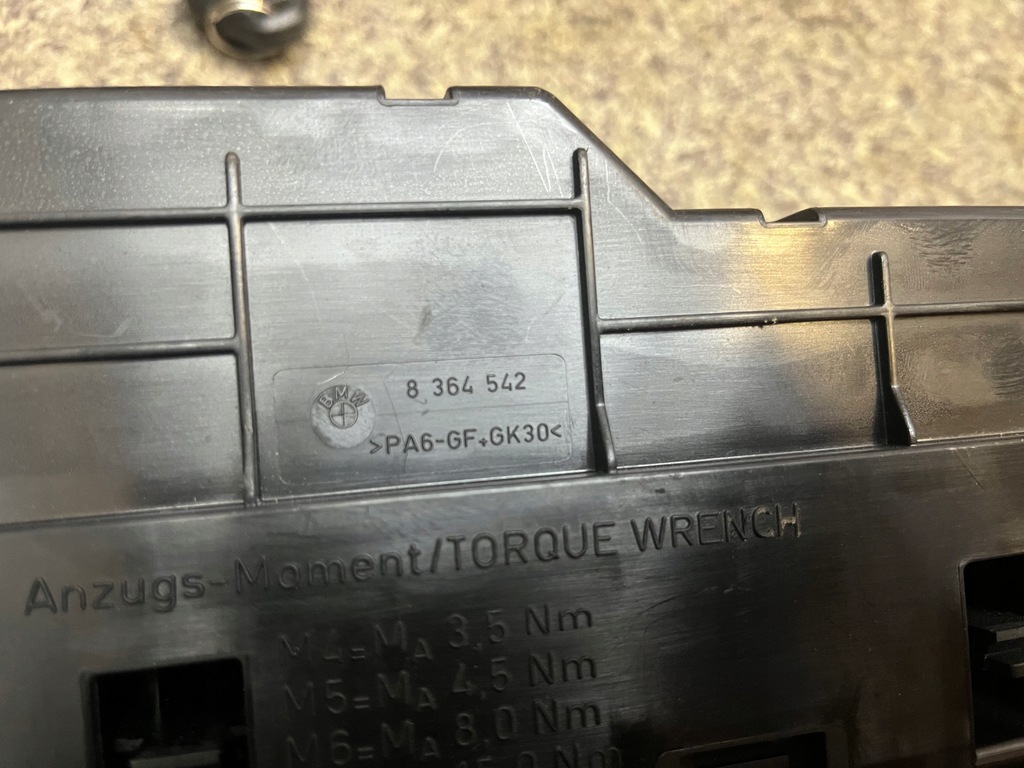 BMW
8 364 542
>PA6-GF+GK30<
Anzugs-Moment/TORQUE WRENCH
M4=MA 3,5 Nm
M5=MA 4,5 Nm
M6=MA 8,0 Nm
Nm